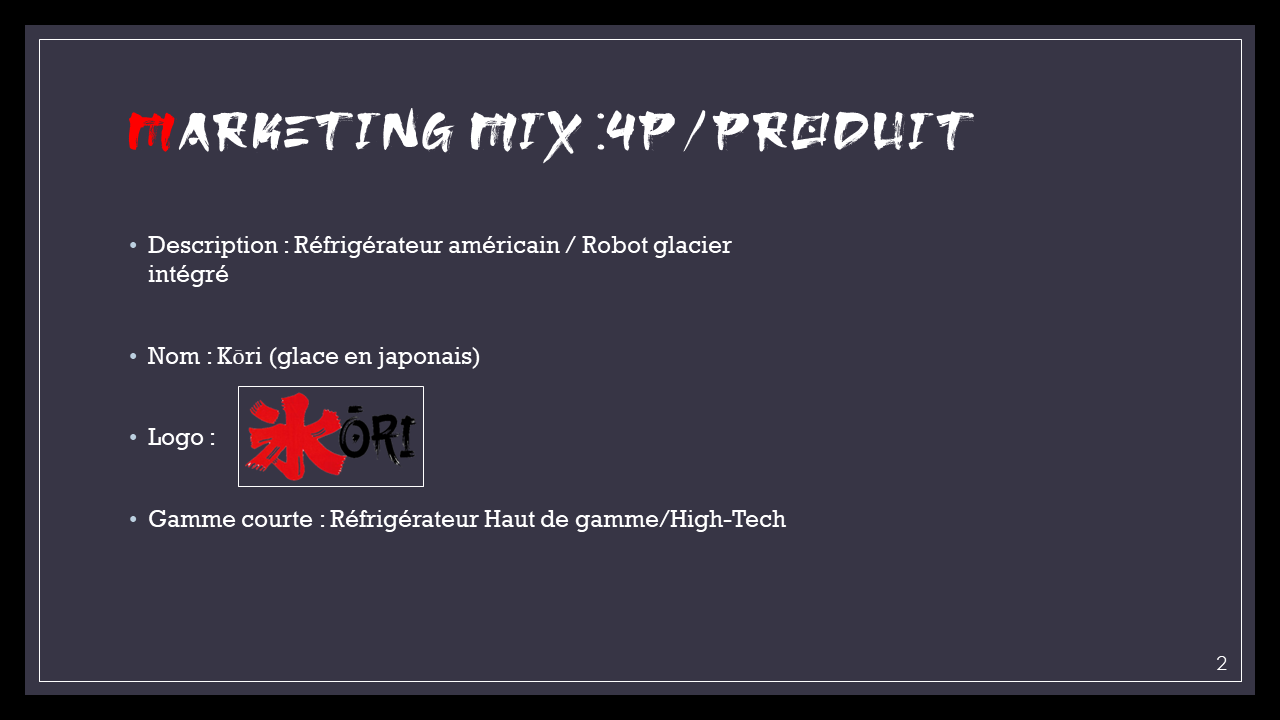 MARKETING MIX :4P /PRODUIT
• Description : Réfrigérateur américain / Robot glacier
intégré
• Nom : Kōri (glace en japonais)
• Logo :
氷ŌRI
• Gamme courte : Réfrigérateur Haut de gamme/High-Tech
2